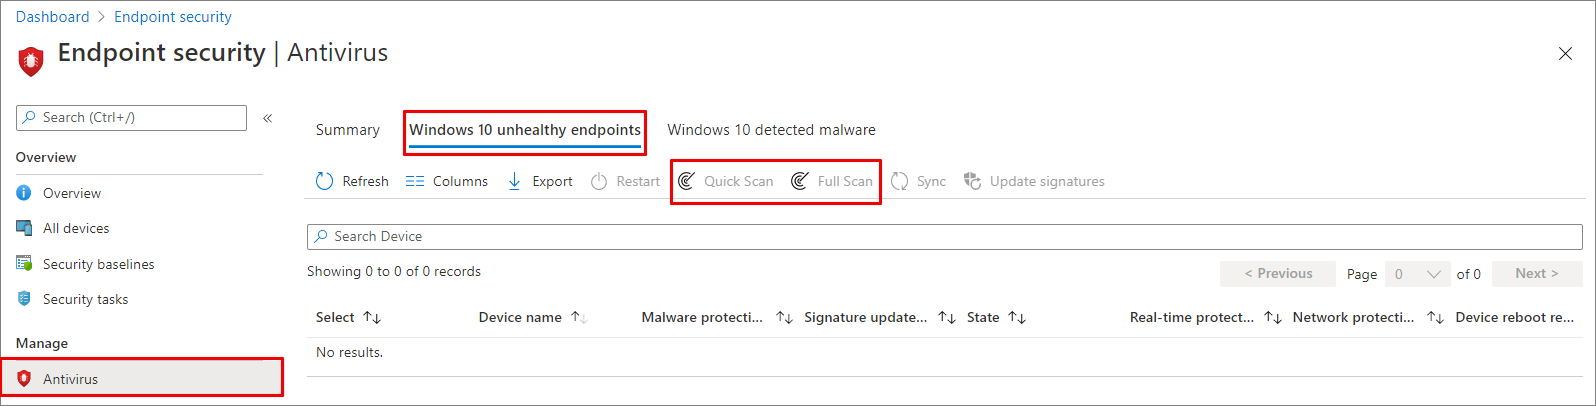 Dashboard > Endpoint security
Endpoint security | Antivirus
Search (Ctrl+/)
«
Overview
Overview
All devices
Security baselines
Security tasks
Manage
Antivirus
Summary Windows 10 unhealthy endpoints Windows 10 detected malware
Refresh Columns Export Restart Quick Scan Full Scan Sync Update signatures
Search Device
Showing 0 to 0 of 0 records < Previous Page 0 of 0 Next >
Select Device name Malware protecti... Signature update... State Real-time protect... Network protecti... Device reboot re...
No results.